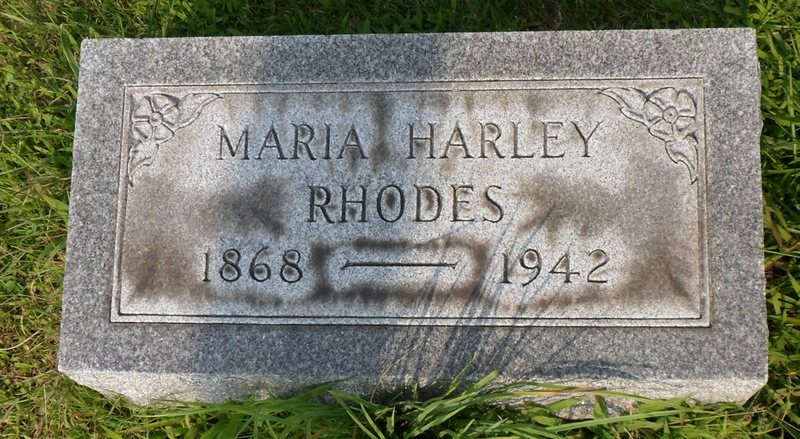 MARIA HARLEY
RHODES
1868 — 1942